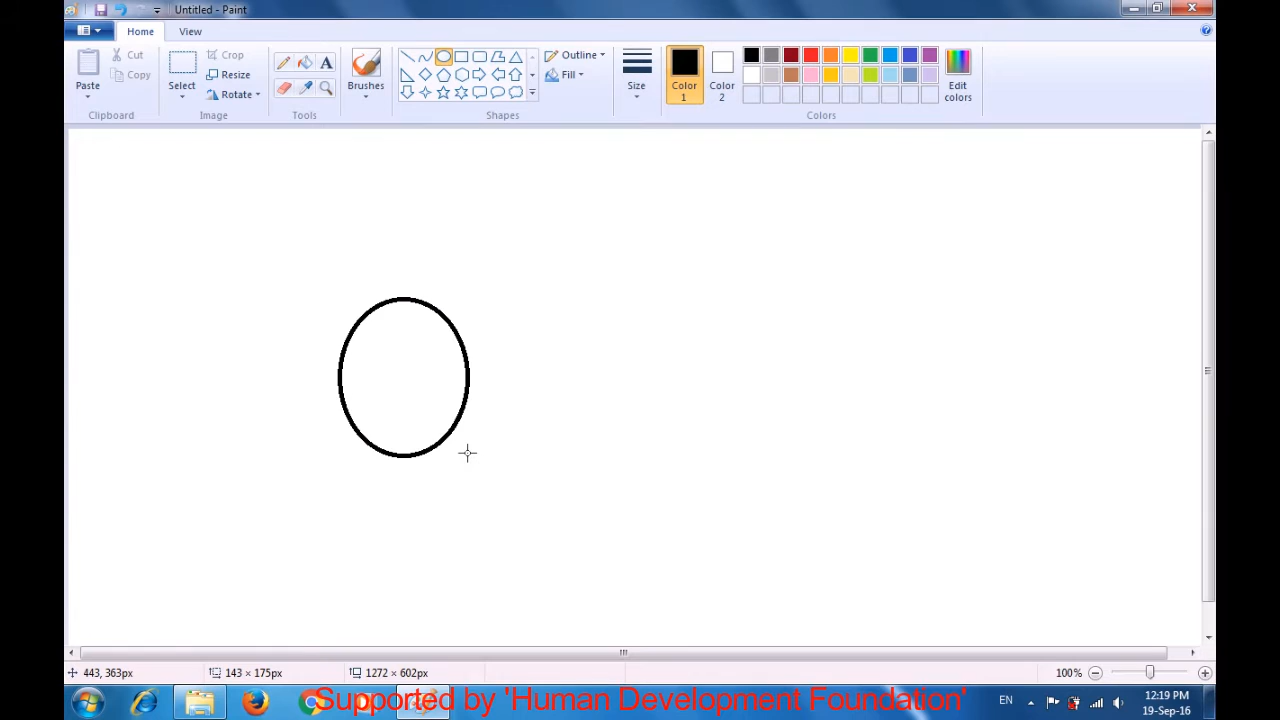 Untitled - Paint
Home View
Cut
Copy
Paste
Clipboard
Select
Crop
Resize
Rotate
Image
A
Tools
Brushes
Outline
Fill
Shapes
Size
Color 1
Color 2
Edit colors
Colors
443, 363px
143 × 175px
1272 × 602px
100%
EN
12:19 PM
19-Sep-16
Supported by 'Human Development Foundation'